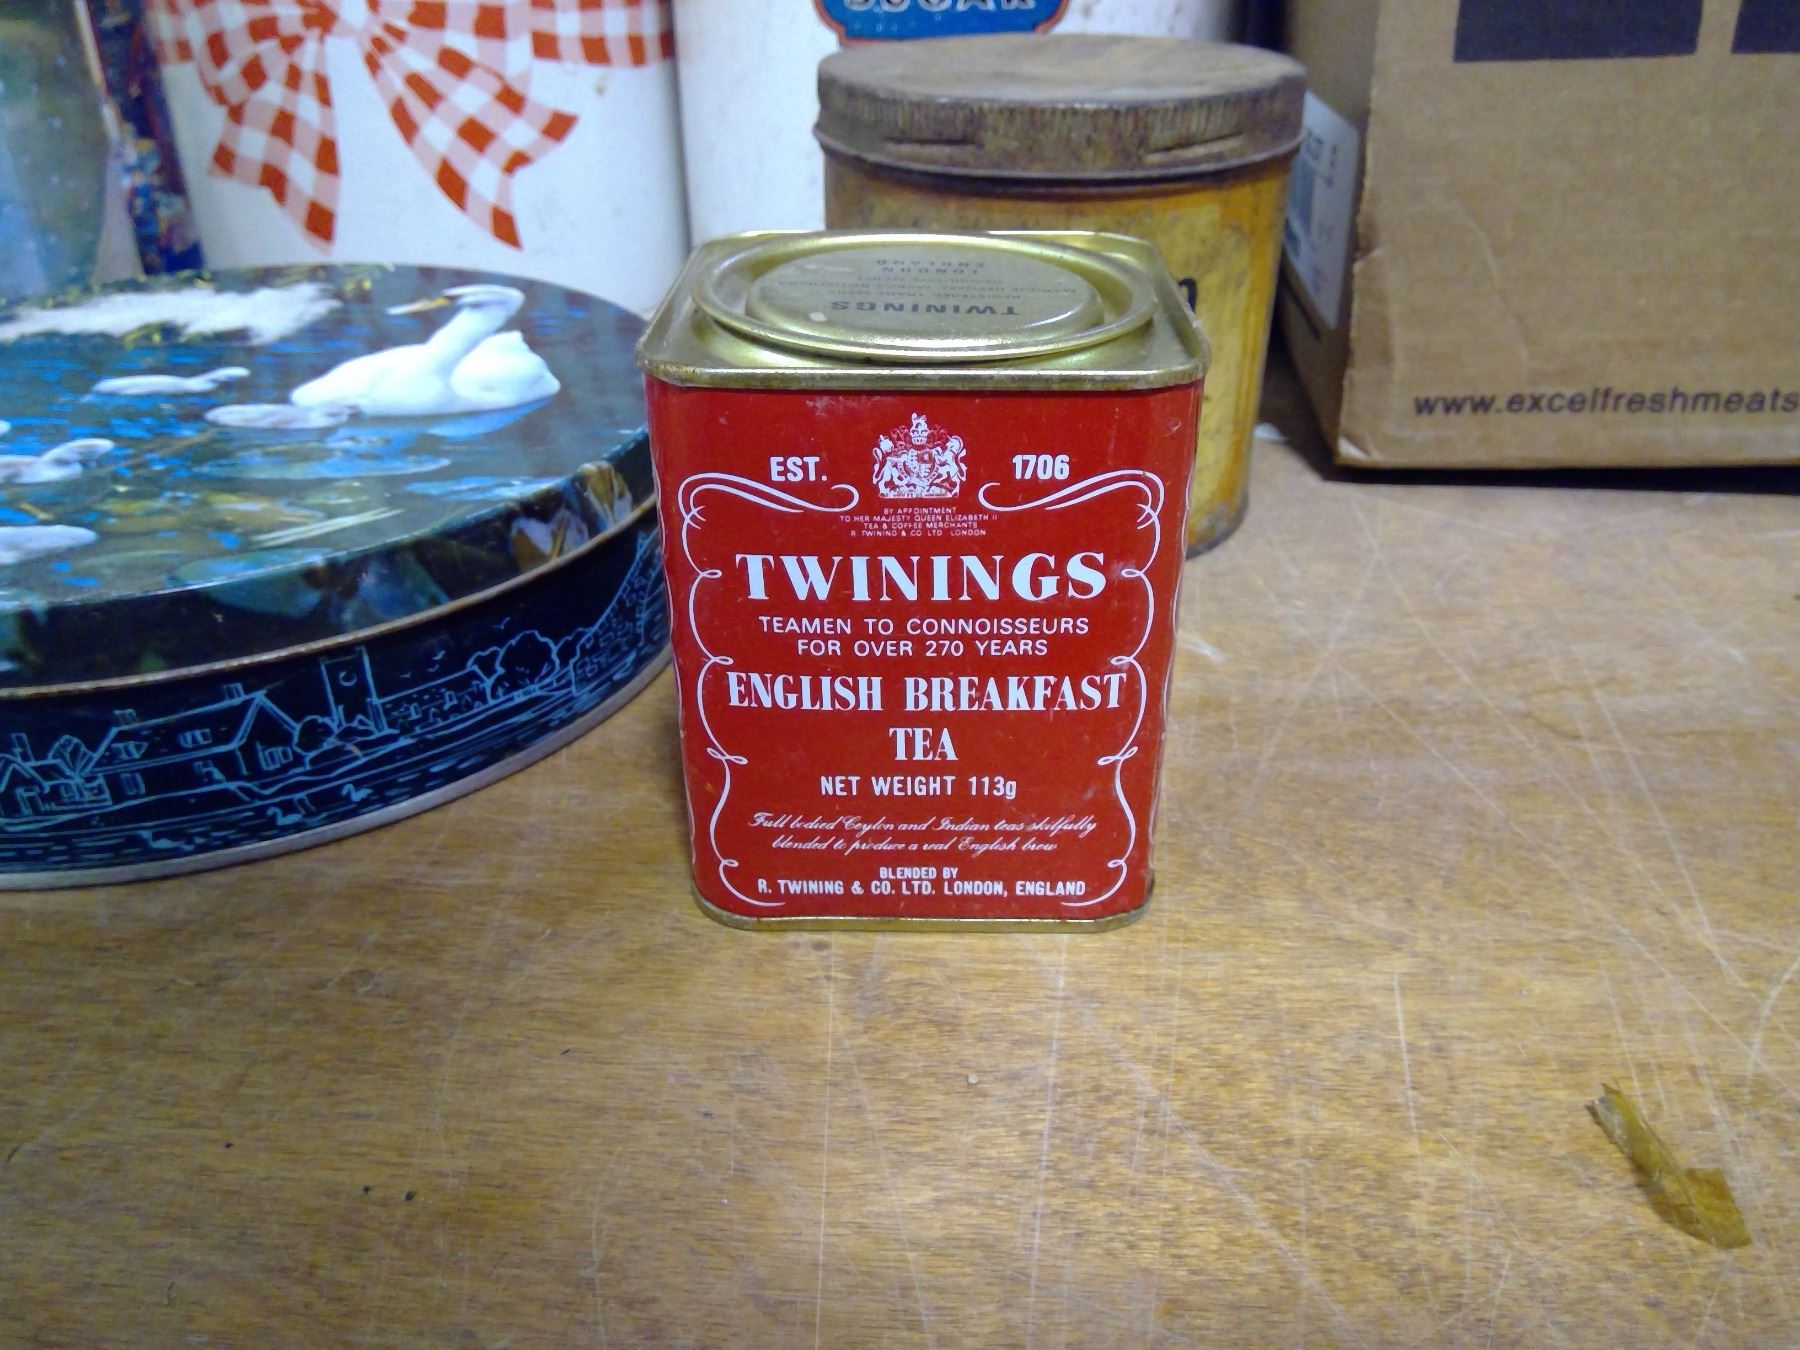 SUGAR
www.excelfreshmeats
TWININGS
LONDON
ENGLAND
EST. 1706
BY APPOINTMENT
TO HER MAJESTY QUEEN ELIZABETH II
TEA & COFFEE MERCHANTS
R. TWINING & CO LTD LONDON
TWININGS
TEAMEN TO CONNOISSEURS
FOR OVER 270 YEARS
ENGLISH BREAKFAST
TEA
NET WEIGHT 113g
Full bodied Ceylon and Indian teas skilfully
blended to produce a real English brew
BLENDED BY
R. TWINING & CO. LTD. LONDON, ENGLAND